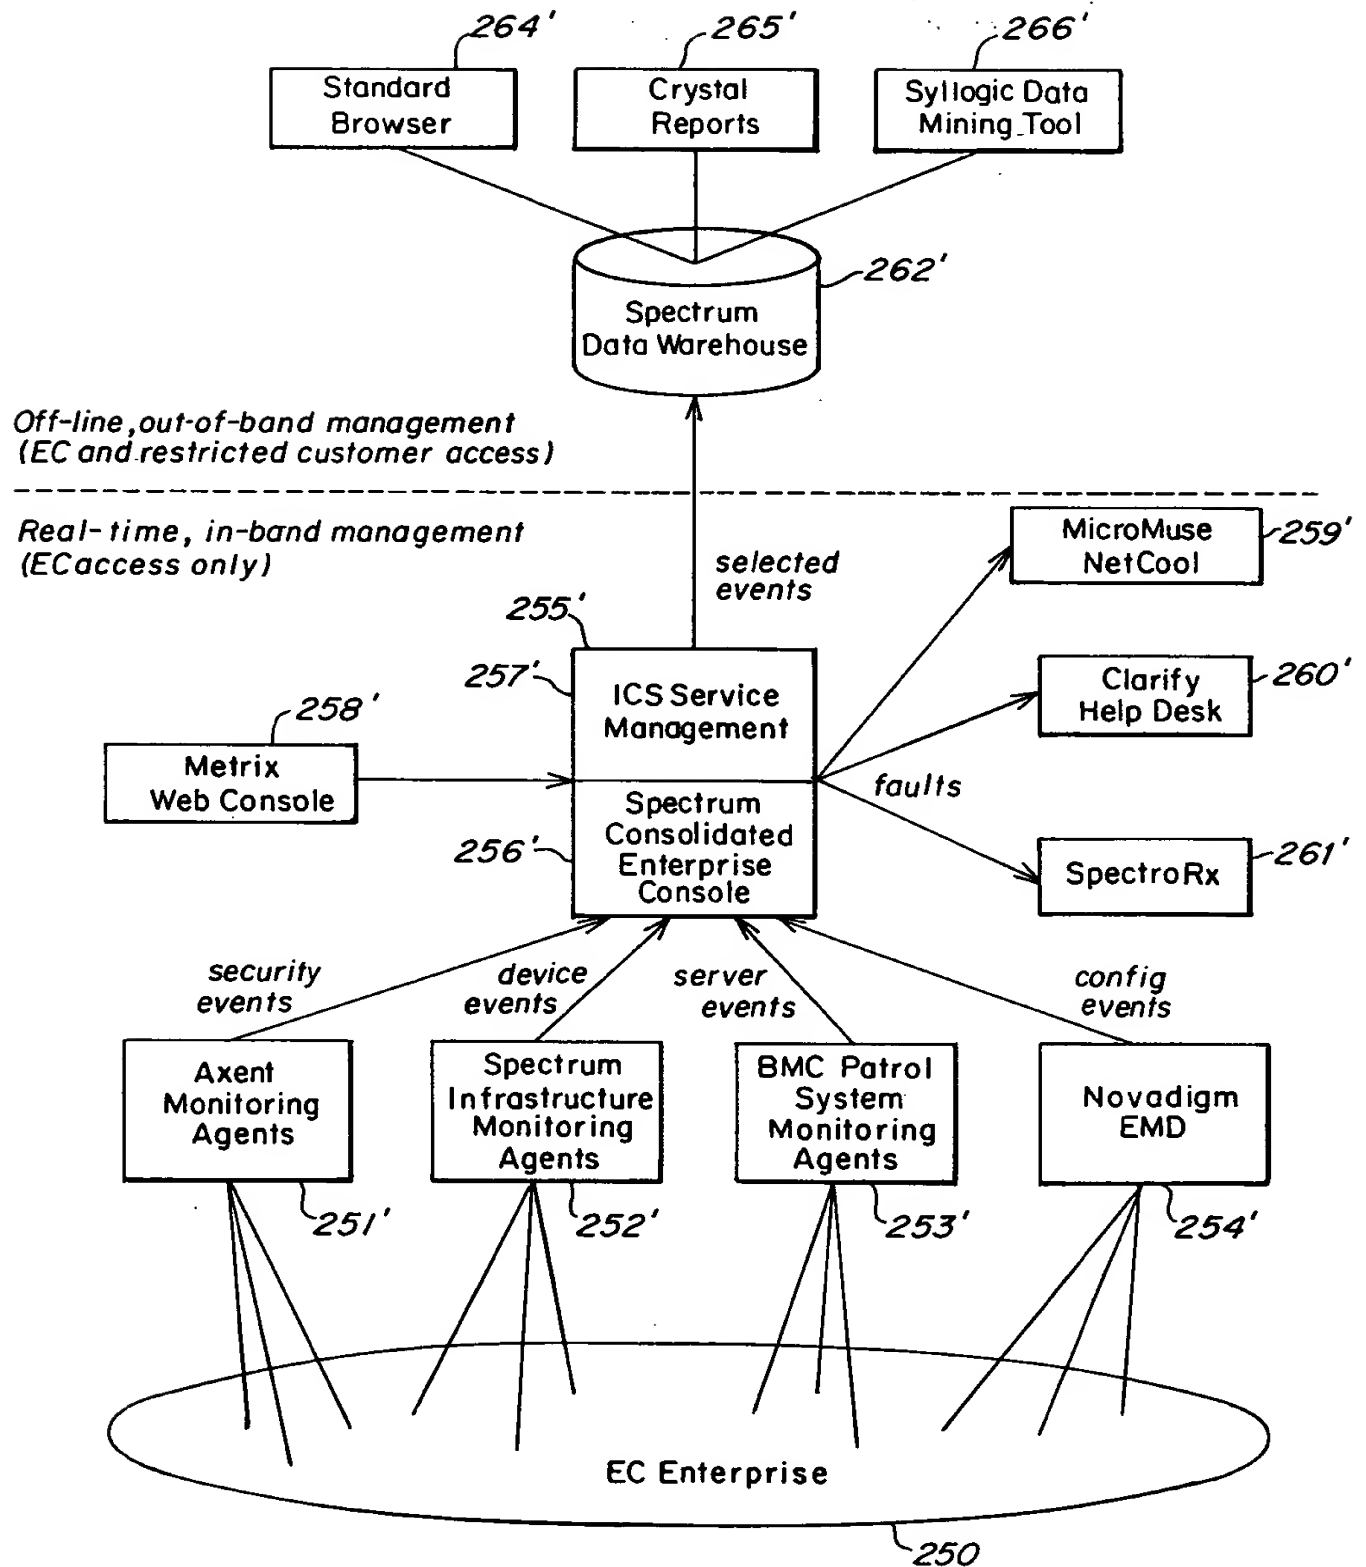 264'
265'
266'
Standard
Browser
Crystal
Reports
Syllogic Data
Mining Tool
262'
Spectrum
Data Warehouse
Off-line, out-of-band management
(EC and restricted customer access)
Real-time, in-band management
(EC access only)
MicroMuse
NetCool
259'
selected
events
255'
257'
ICS Service
Management
Clarify
Help Desk
260'
258'
Metrix
Web Console
faults
256'
Spectrum
Consolidated
Enterprise
Console
SpectroRx
261'
security
events
device
events
server
events
config
events
Axent
Monitoring
Agents
Spectrum
Infrastructure
Monitoring
Agents
BMC Patrol
System
Monitoring
Agents
Novadigm
EMD
251'
252'
253'
254'
EC Enterprise
250